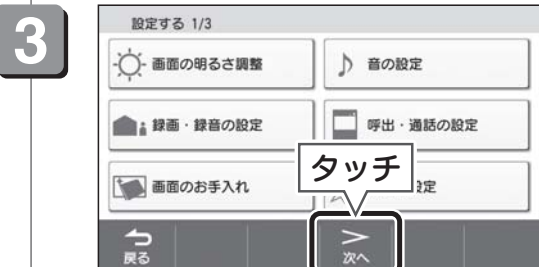 3
設定する 1/3
画面の明るさ調整
音の設定
録画・録音の設定
呼出・通話の設定
画面のお手入れ
設定
タッチ
戻る
次へ